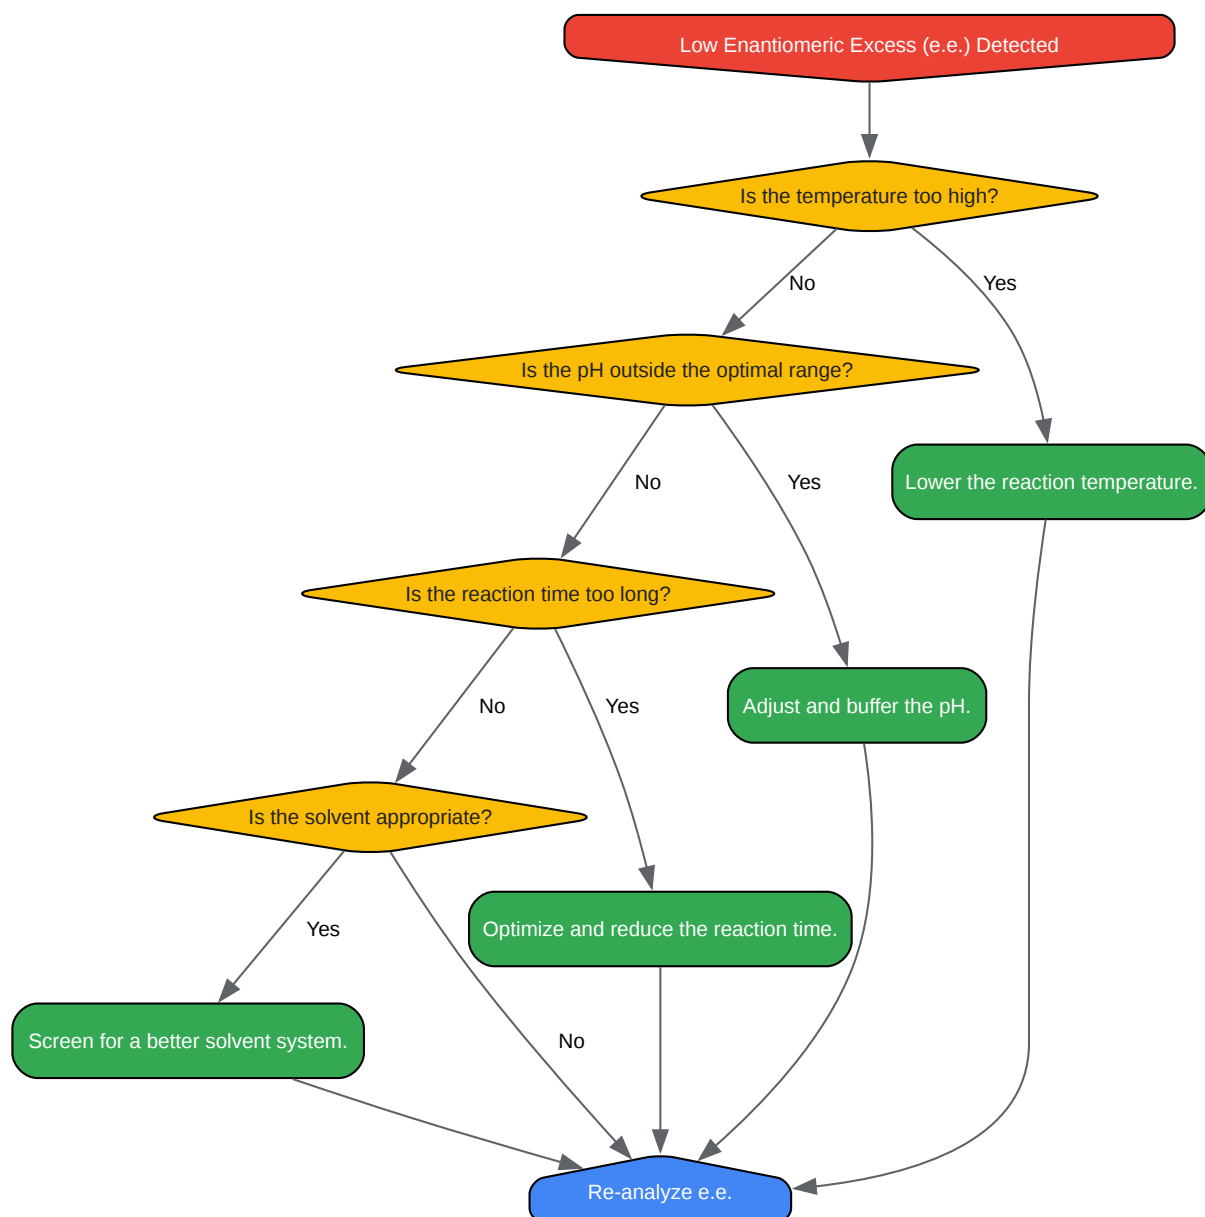 Low Enantiomeric Excess (e.e.) Detected
Is the temperature too high?
No
Yes
Is the pH outside the optimal range?
No
Yes
Lower the reaction temperature.
Is the reaction time too long?
No
Yes
Adjust and buffer the pH.
Is the solvent appropriate?
Yes
No
Optimize and reduce the reaction time.
Screen for a better solvent system.
Re-analyze e.e.